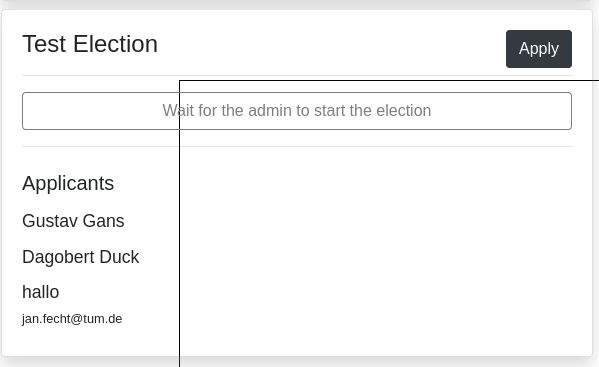 Test Election
Apply
Wait for the admin to start the election
Applicants
Gustav Gans
Dagobert Duck
hallo
jan.fecht@tum.de